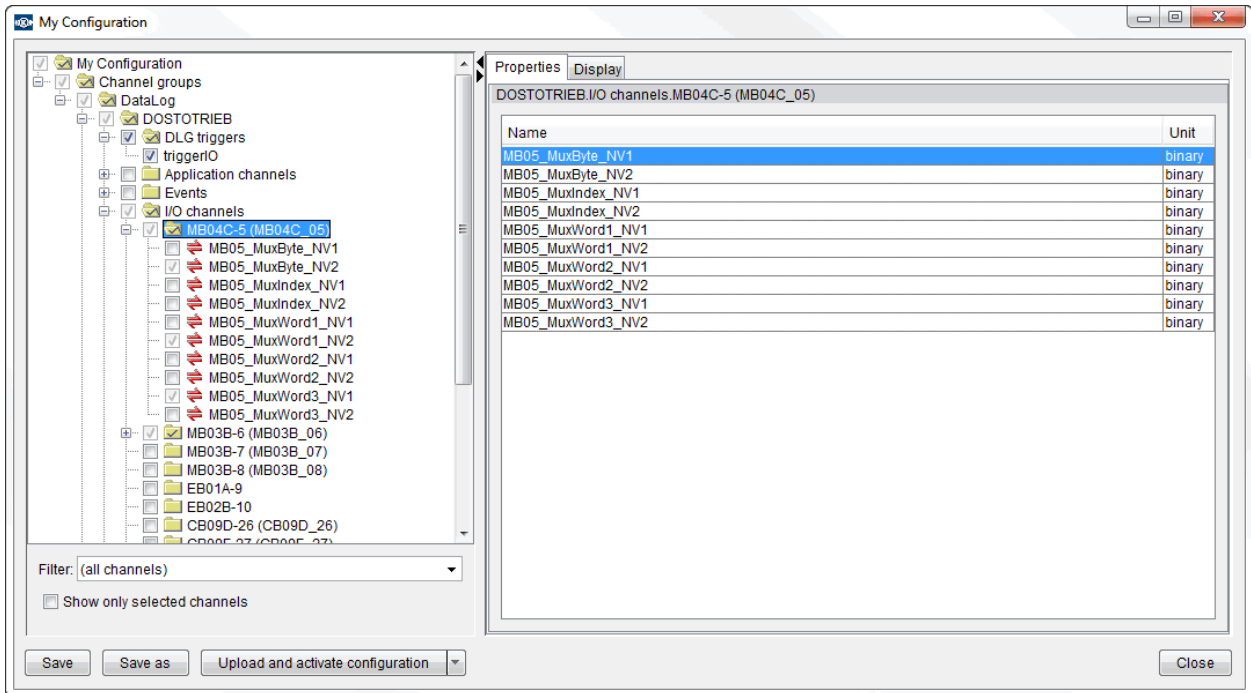 My Configuration
My Configuration
Channel groups
DataLog
DOSTOTRIEB
DLG triggers
triggerIO
Application channels
Events
I/O channels
MB04C-5 (MB04C_05)
MB05_MuxByte_NV1
MB05_MuxByte_NV2
MB05_MuxIndex_NV1
MB05_MuxIndex_NV2
MB05_MuxWord1_NV1
MB05_MuxWord1_NV2
MB05_MuxWord2_NV1
MB05_MuxWord2_NV2
MB05_MuxWord3_NV1
MB05_MuxWord3_NV2
MB03B-6 (MB03B_06)
MB03B-7 (MB03B_07)
MB03B-8 (MB03B_08)
EB01A-9
EB02B-10
CB09D-26 (CB09D_26)
Filter: (all channels)
Show only selected channels
Properties Display
DOSTOTRIEB.I/O channels.MB04C-5 (MB04C_05)
Name Unit
MB05_MuxByte_NV1 binary
MB05_MuxByte_NV2 binary
MB05_MuxIndex_NV1 binary
MB05_MuxIndex_NV2 binary
MB05_MuxWord1_NV1 binary
MB05_MuxWord1_NV2 binary
MB05_MuxWord2_NV1 binary
MB05_MuxWord2_NV2 binary
MB05_MuxWord3_NV1 binary
MB05_MuxWord3_NV2 binary
Save Save as Upload and activate configuration Close